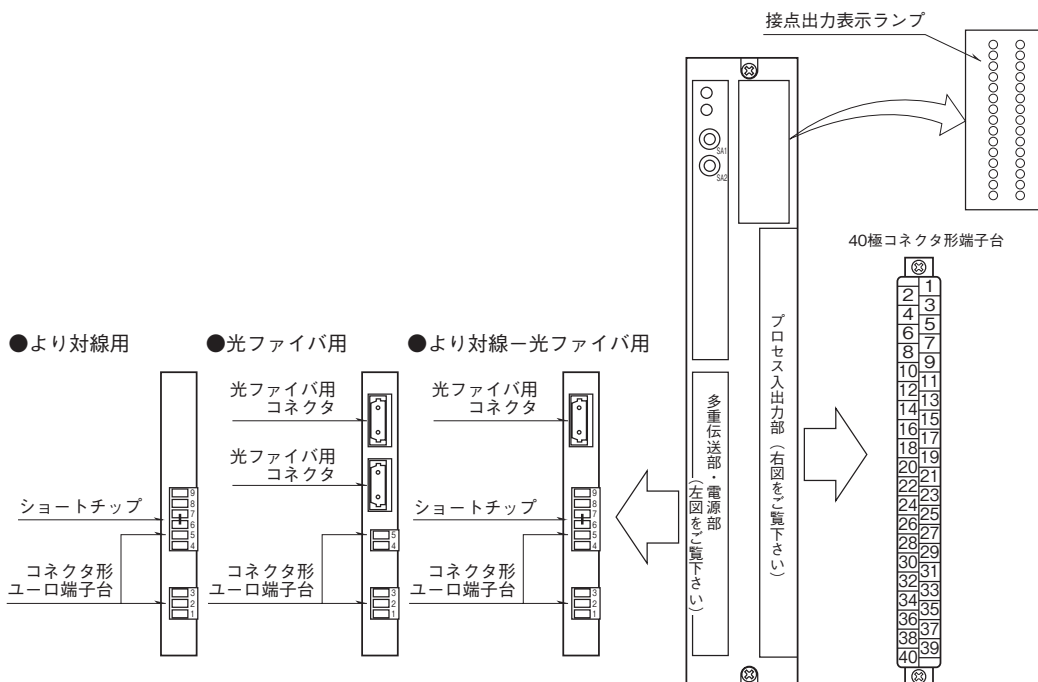 接点出力表示ランプ
SA1
SA2
40極コネクタ形端子台
1
2
3
4
5
6
7
8
9
10
11
12
13
14
15
16
17
18
19
20
21
22
23
24
25
26
27
28
29
30
31
32
33
34
35
36
37
38
39
40
プロセス入出力部（右図をご覧下さい）
多重伝送部・電源部
（左図をご覧下さい）
●より対線用
ショートチップ
コネクタ形
ユーロ端子台
9
8
7
6
5
4
3
2
1
●光ファイバ用
光ファイバ用
コネクタ
光ファイバ用
コネクタ
コネクタ形
ユーロ端子台
5
4
3
2
1
●より対線－光ファイバ用
光ファイバ用
コネクタ
ショートチップ
コネクタ形
ユーロ端子台
9
8
7
6
5
4
3
2
1